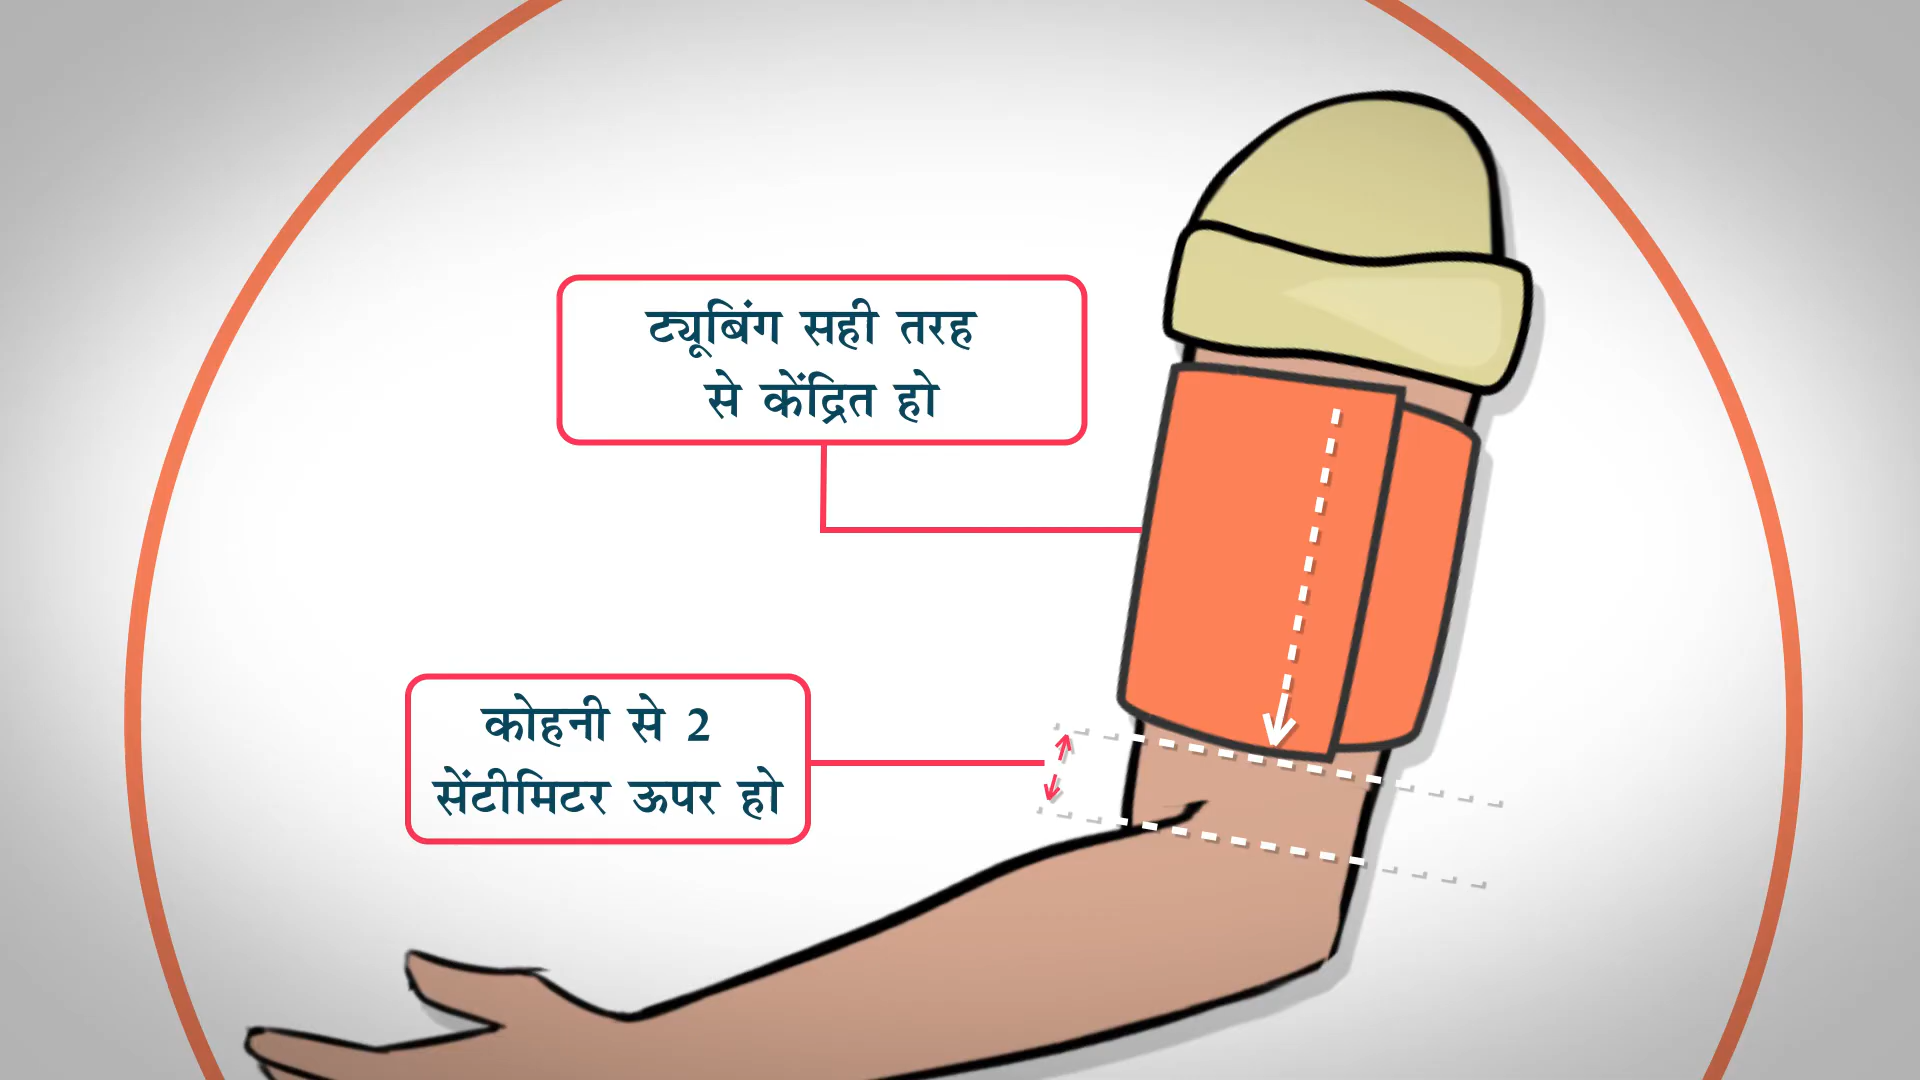 ट्यूबिंग सही तरह
से केंद्रित हो
कोहनी से 2
सेंटीमिटर ऊपर हो